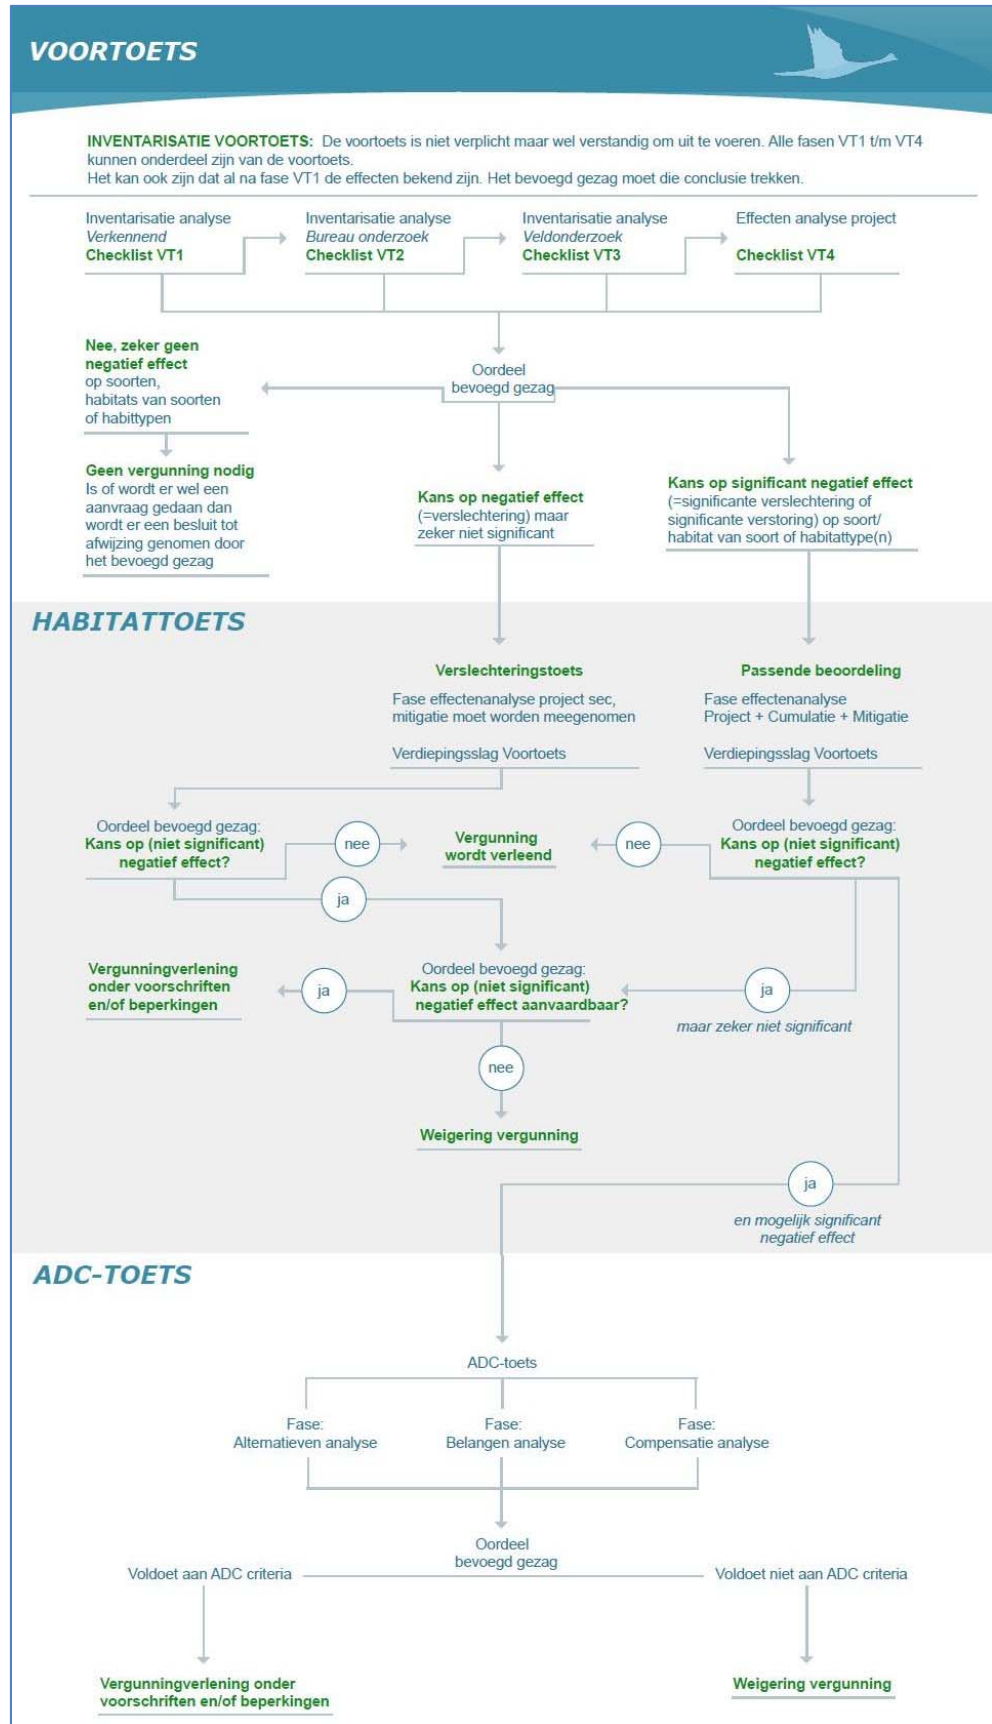 VOORTOETS
INVENTARISATIE VOORTOETS: De voortoets is niet verplicht maar wel verstandig om uit te voeren. Alle fasen VT1 t/m VT4
kunnen onderdeel zijn van de voortoets.
Het kan ook zijn dat al na fase VT1 de effecten bekend zijn. Het bevoegd gezag moet die conclusie trekken.
Inventarisatie analyse
Verkennend
Checklist VT1
Inventarisatie analyse
Bureau onderzoek
Checklist VT2
Inventarisatie analyse
Veldonderzoek
Checklist VT3
Effecten analyse project
Checklist VT4
Oordeel
bevoegd gezag
Nee, zeker geen
negatief effect
op soorten,
habitats van soorten
of habittypen
Geen vergunning nodig
Is of wordt er wel een
aanvraag gedaan dan
wordt er een besluit tot
afwijzing genomen door
het bevoegd gezag
Kans op negatief effect
(=verslechtering) maar
zeker niet significant
Kans op significant negatief effect
(=significante verslechtering of
significante verstoring) op soort/
habitat van soort of habitattype(n)
HABITATTOETS
Verslechteringstoets
Fase effectenanalyse project sec,
mitigatie moet worden meegenomen
Verdiepingsslag Voortoets
Passende beoordeling
Fase effectenanalyse
Project + Cumulatie + Mitigatie
Verdiepingsslag Voortoets
Oordeel bevoegd gezag:
Kans op (niet significant)
negatief effect?
nee
Vergunning
wordt verleend
nee
Oordeel bevoegd gezag:
Kans op (niet significant)
negatief effect?
ja
Vergunningverlening
onder voorschriften
en/of beperkingen
ja
Oordeel bevoegd gezag:
Kans op (niet significant)
negatief effect aanvaardbaar?
ja
maar zeker niet significant
nee
Weigering vergunning
ja
en mogelijk significant
negatief effect
ADC-TOETS
ADC-toets
Fase:
Alternatieven analyse
Fase:
Belangen analyse
Fase:
Compensatie analyse
Oordeel
bevoegd gezag
Voldoet aan ADC criteria
Voldoet niet aan ADC criteria
Vergunningverlening onder
voorschriften en/of beperkingen
Weigering vergunning